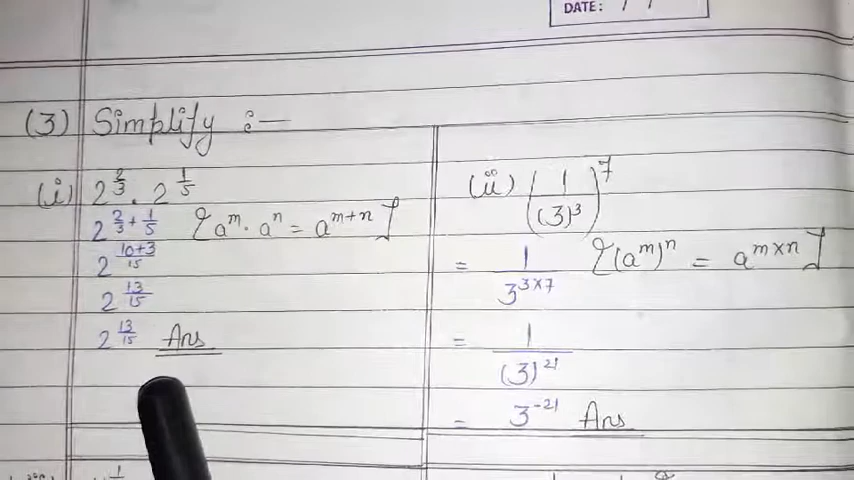 DATE: / /
(3) Simplify :—
(i) 2^{2/3} . 2^{1/5}
2^{2/3 + 1/5} [a^m . a^n = a^{m+n}]
2^{10+3/15}
2^{13/15}
2^{13/15} Ans
(ii) (1/(3)^3)^7
= 1/3^{3×7} [(a^m)^n = a^{m×n}]
= 1/(3)^{21}
= 3^{-21} Ans